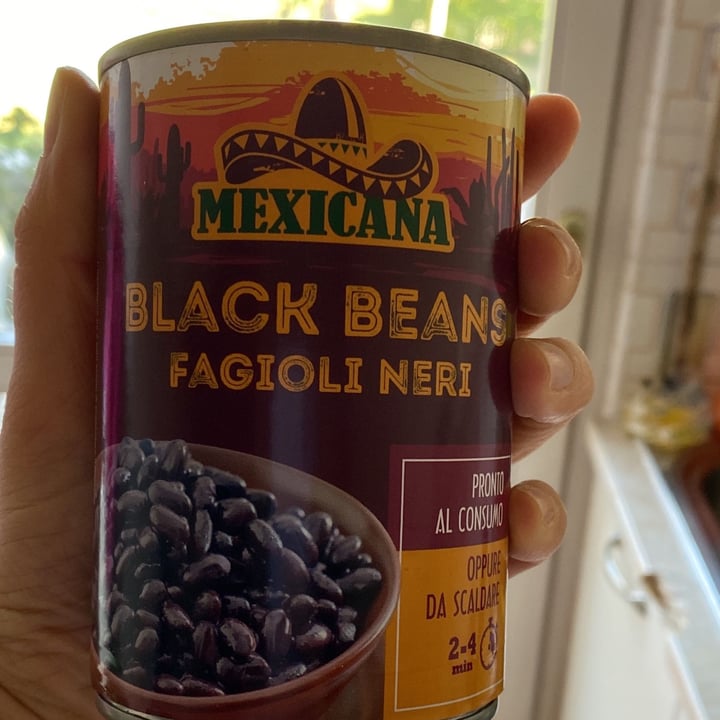 MEXICANA
BLACK BEANS
FAGIOLI NERI
PRONTO
AL CONSUMO
OPPURE
DA SCALDARE
2-4
min